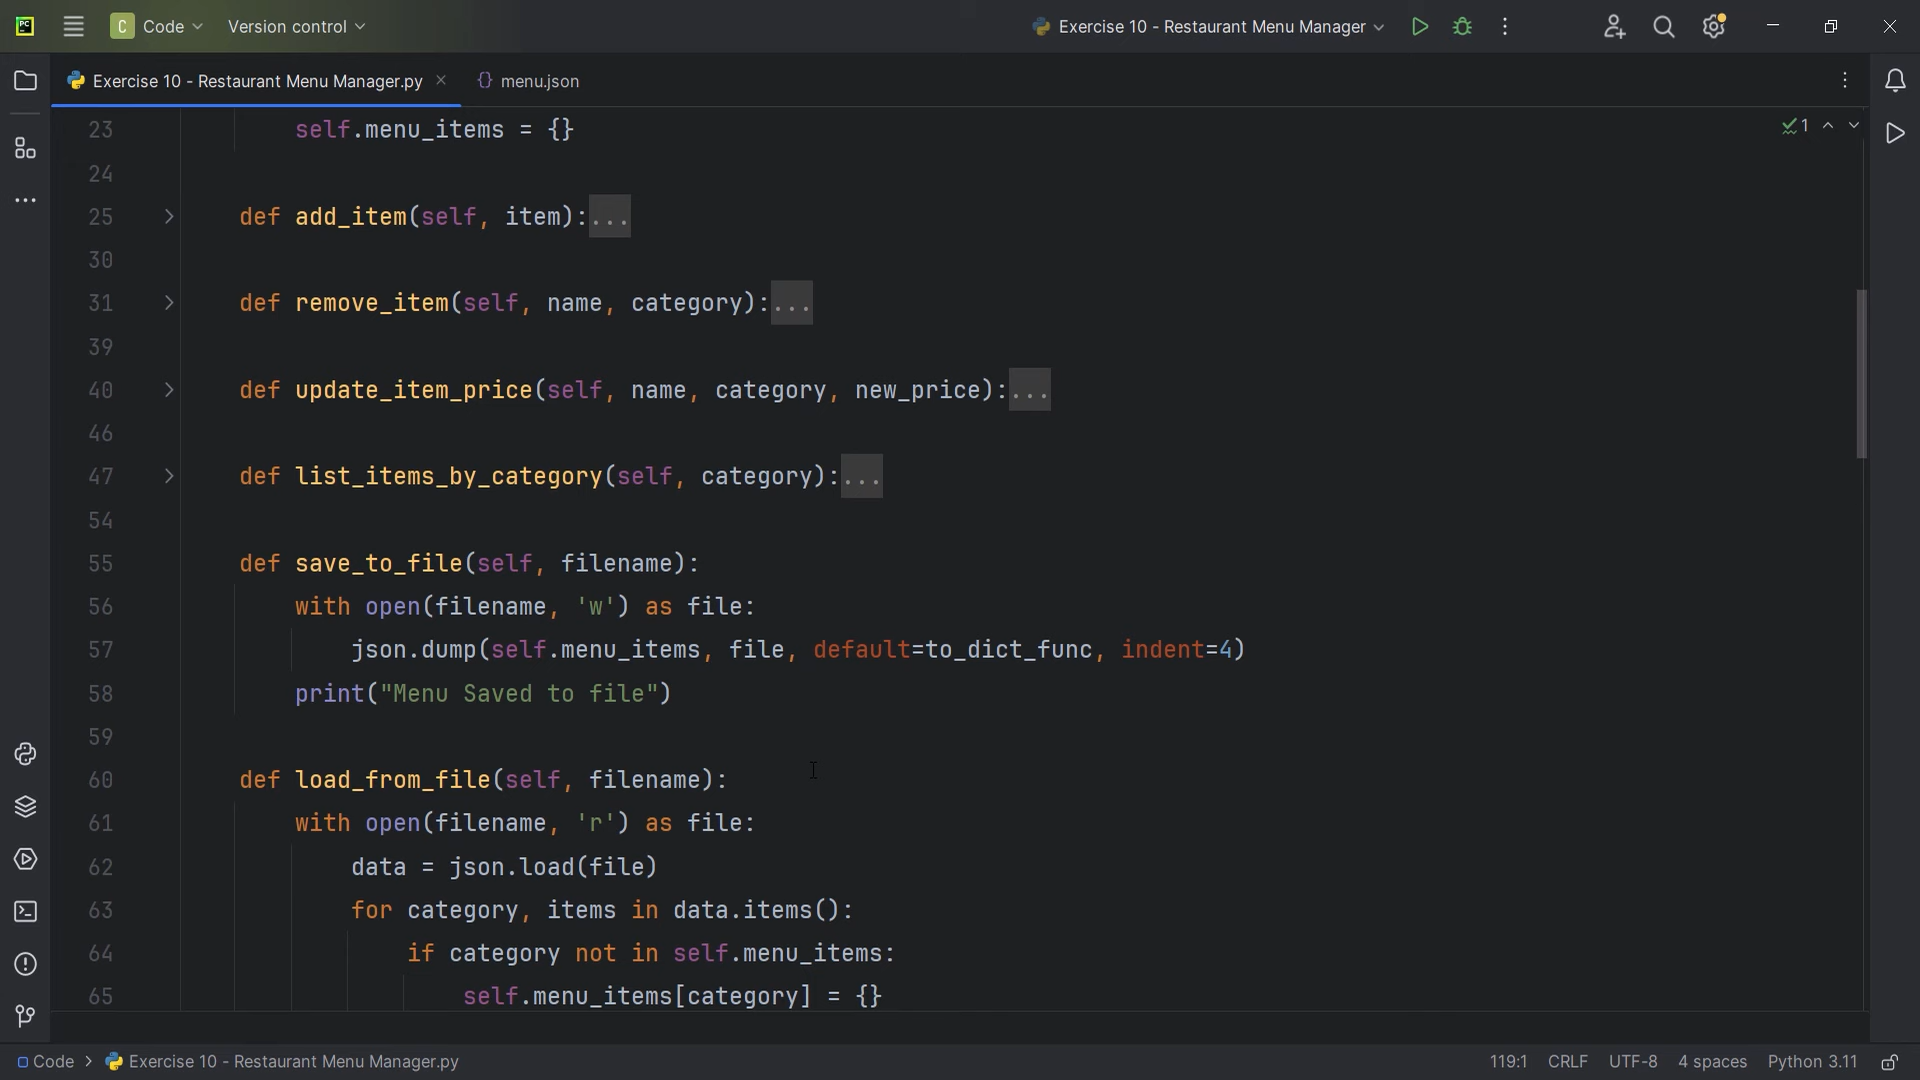 PC
C Code Version control Exercise 10 - Restaurant Menu Manager
Exercise 10 - Restaurant Menu Manager.py {} menu.json
23 self.menu_items = {} 1
24
25 def add_item(self, item):...
30
31 def remove_item(self, name, category):...
39
40 def update_item_price(self, name, category, new_price):...
46
47 def list_items_by_category(self, category):...
54
55 def save_to_file(self, filename):
56 with open(filename, 'w') as file:
57 json.dump(self.menu_items, file, default=to_dict_func, indent=4)
58 print("Menu Saved to file")
59
60 def load_from_file(self, filename):
61 with open(filename, 'r') as file:
62 data = json.load(file)
63 for category, items in data.items():
64 if category not in self.menu_items:
65 self.menu_items[category] = {}
Code > Exercise 10 - Restaurant Menu Manager.py 119:1 CRLF UTF-8 4 spaces Python 3.11